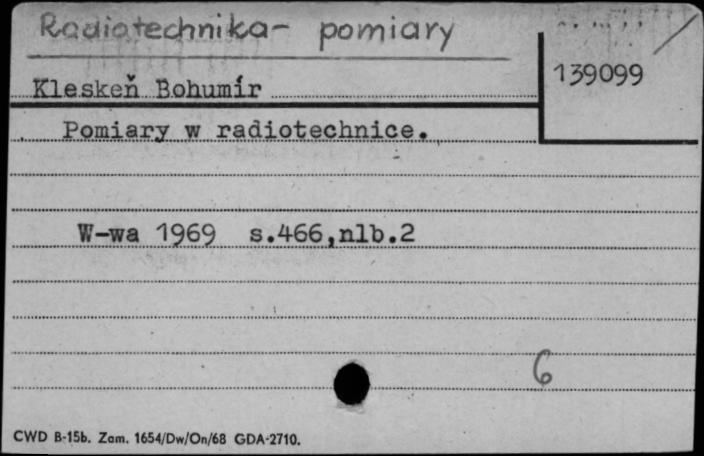 Radiotechnika- pomiary
139099
Kleskeň Bohumír
Pomiary w radiotechnice.
W-wa 1969 s.466,nlb.2
6
CWD B-15b. Zam. 1654/Dw/On/68 GDA-2710.